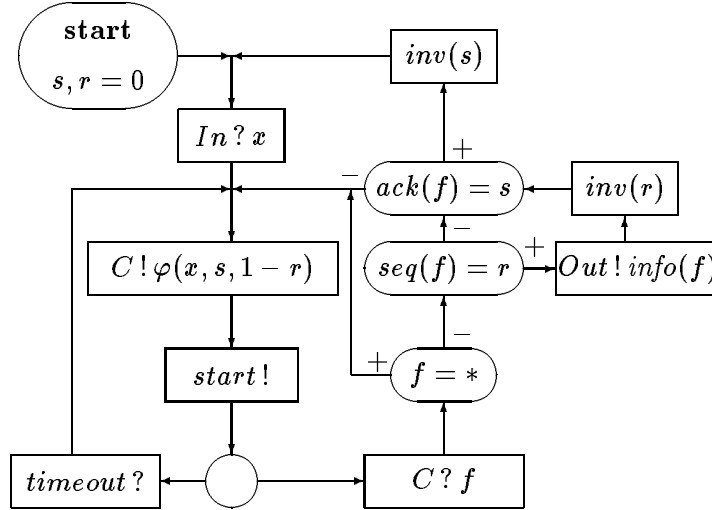 start
s, r = 0
inv(s)
In ? x
+
−
ack(f) = s
inv(r)
−
+
C ! φ(x, s, 1 − r)
seq(f) = r
Out ! info(f)
−
+
start !
f = ∗
timeout ?
C ? f